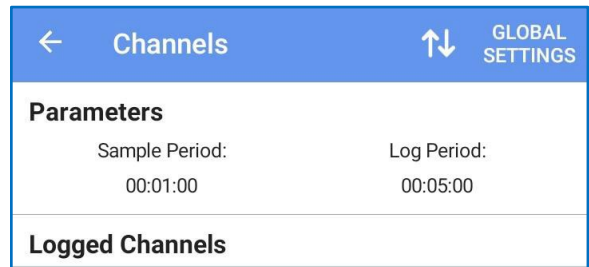 Channels
GLOBAL
SETTINGS
Parameters
Sample Period: Log Period:
00:01:00 00:05:00
Logged Channels